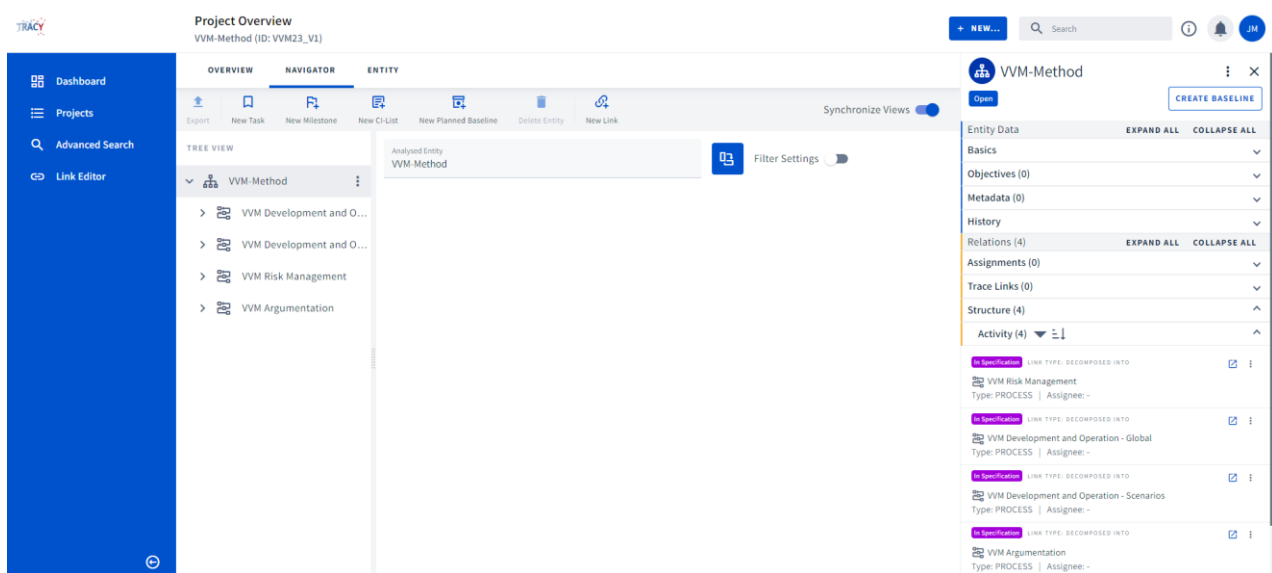 TRACY
Project Overview
VVM-Method (ID: VVM23_V1)
+ NEW...
Search
JM
Dashboard
Projects
Advanced Search
Link Editor
OVERVIEW NAVIGATOR ENTITY
Export New Task New Milestone New CI-List New Planned Baseline Delete Entity New Link
Synchronize Views
TREE VIEW
VVM-Method
VVM Development and O...
VVM Development and O...
VVM Risk Management
VVM Argumentation
Analysed Entity
VVM-Method
Filter Settings
VVM-Method
Open
CREATE BASELINE
Entity Data EXPAND ALL COLLAPSE ALL
Basics
Objectives (0)
Metadata (0)
History
Relations (4) EXPAND ALL COLLAPSE ALL
Assignments (0)
Trace Links (0)
Structure (4)
Activity (4)
In Specification LINK TYPE: DECOMPOSED INTO
VVM Risk Management
Type: PROCESS | Assignee: -
In Specification LINK TYPE: DECOMPOSED INTO
VVM Development and Operation - Global
Type: PROCESS | Assignee: -
In Specification LINK TYPE: DECOMPOSED INTO
VVM Development and Operation - Scenarios
Type: PROCESS | Assignee: -
In Specification LINK TYPE: DECOMPOSED INTO
VVM Argumentation
Type: PROCESS | Assignee: -